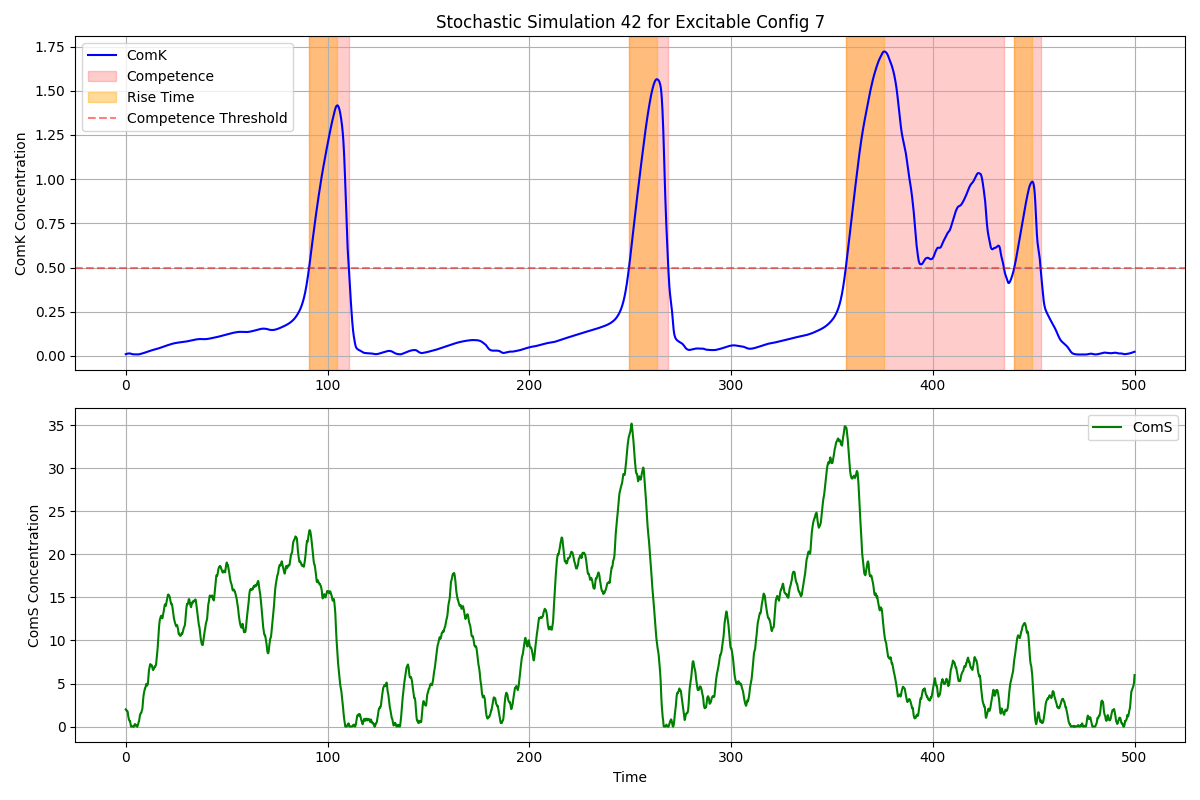 Stochastic Simulation 42 for Excitable Config 7
ComK Concentration
1.75
1.50
1.25
1.00
0.75
0.50
0.25
0.00
ComK
Competence
Rise Time
Competence Threshold
0 100 200 300 400 500
ComS Concentration
35
30
25
20
15
10
5
0
ComS
0 100 200 300 400 500
Time